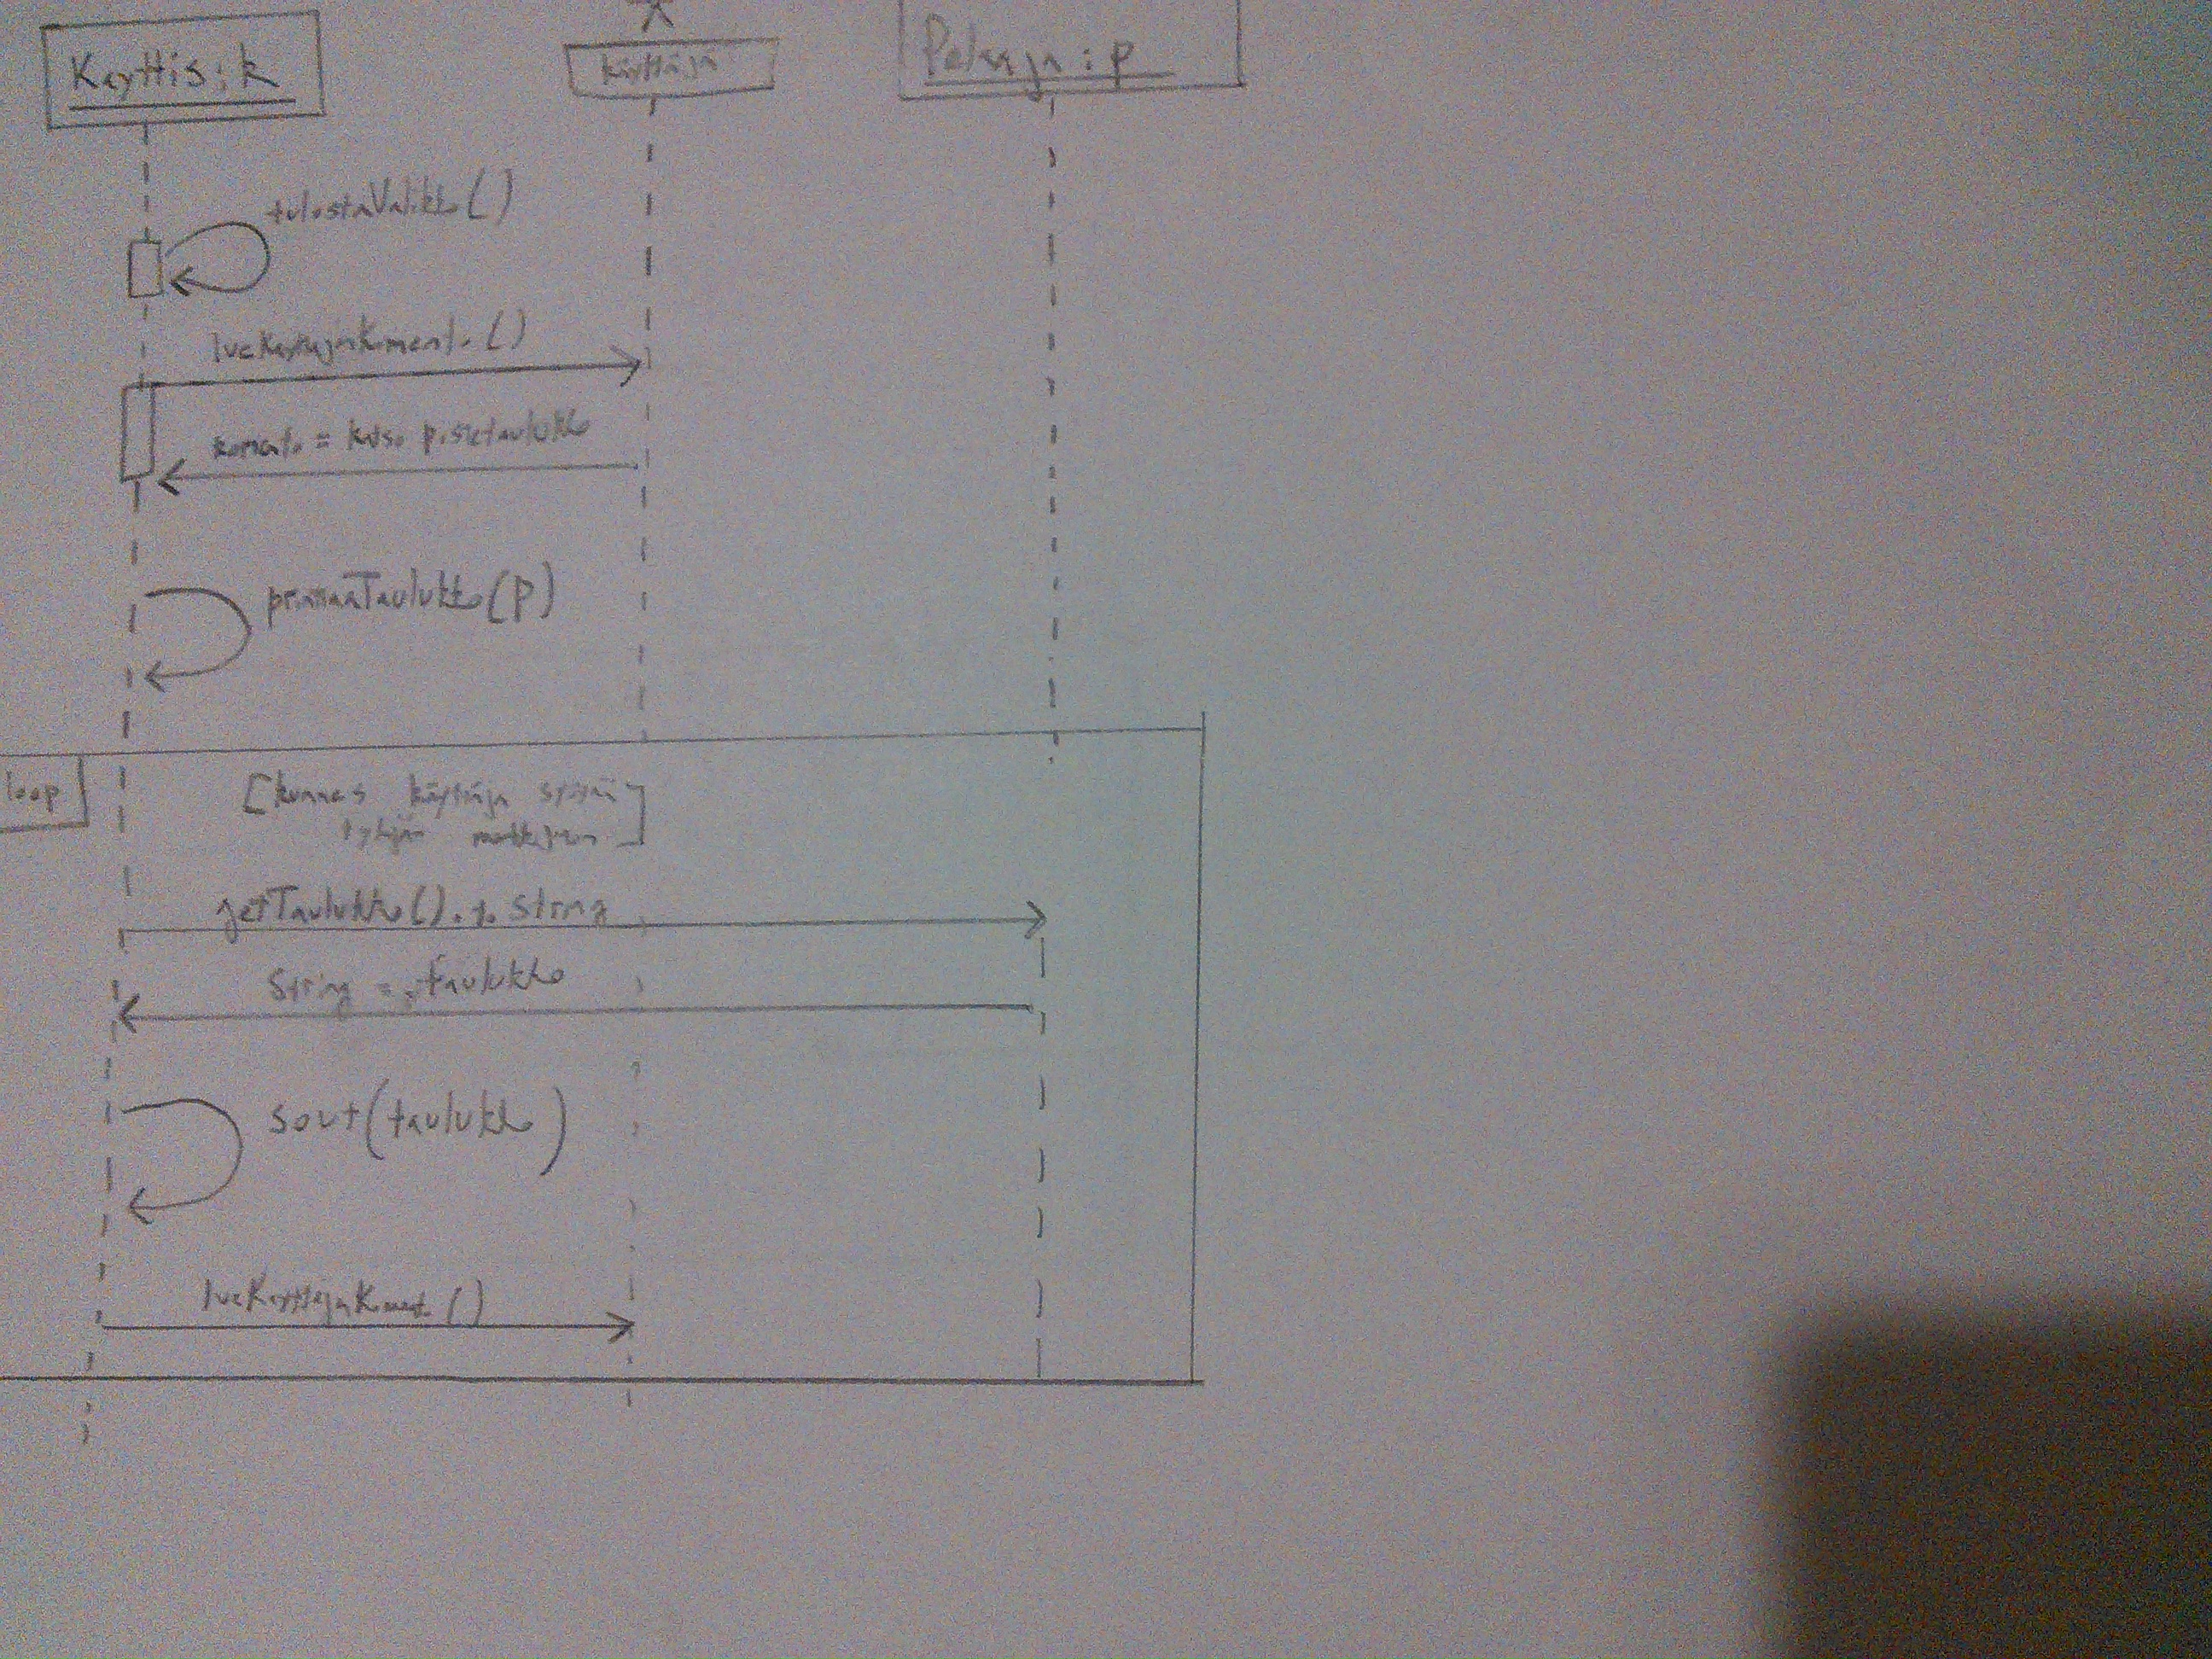 Kayttis : k
käyttäjä
Pelaaja : p
tulostaValikko()
lueKayttajanKomento()
komento = katso pistetaulukko
printtaaTaulukko(p)
loop
[kunnes käyttäjä syöttää
tyhjän merkkijonon]
getTaulukko().toString
String = taulukko
sout(taulukko)
lueKayttajanKomento()